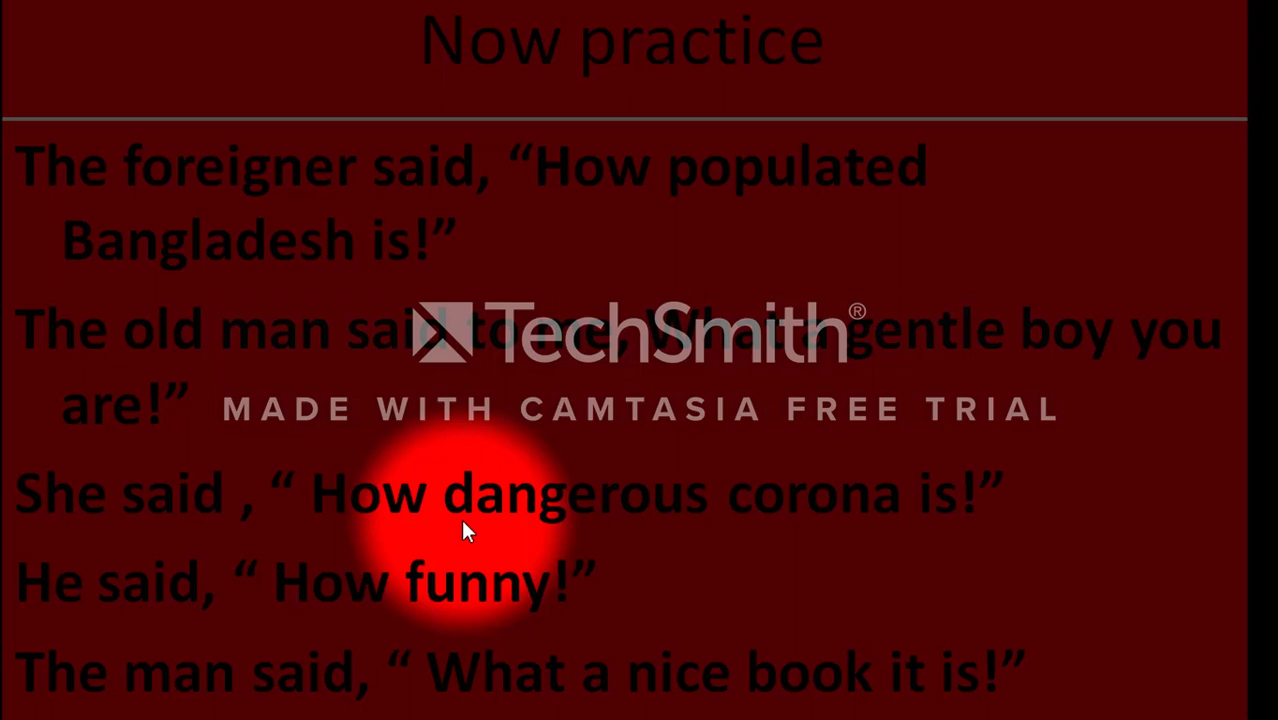 Now practice
The foreigner said, “How populated
Bangladesh is!”
The old man said to me, What a gentle boy you
are!”
TechSmith®
MADE WITH CAMTASIA FREE TRIAL
She said , “ How dangerous corona is!”
He said, “ How funny!”
The man said, “ What a nice book it is!”